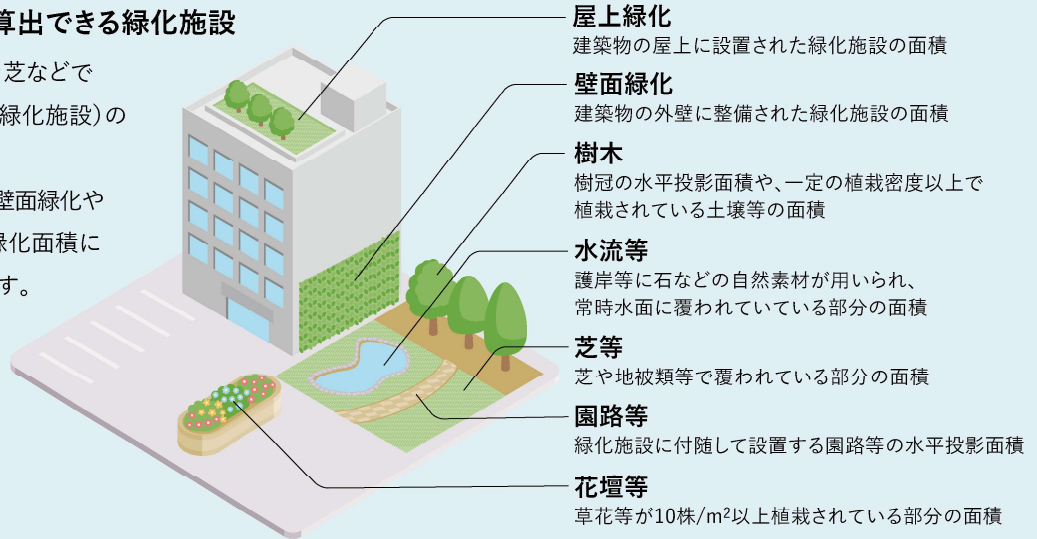 算出できる緑化施設
芝などで
緑化施設)の
壁面緑化や
緑化面積に
す。
屋上緑化
建築物の屋上に設置された緑化施設の面積
壁面緑化
建築物の外壁に整備された緑化施設の面積
樹木
樹冠の水平投影面積や、一定の植栽密度以上で
植栽されている土壌等の面積
水流等
護岸等に石などの自然素材が用いられ、
常時水面に覆われていている部分の面積
芝等
芝や地被類等で覆われている部分の面積
園路等
緑化施設に付随して設置する園路等の水平投影面積
花壇等
草花等が10株/m²以上植栽されている部分の面積